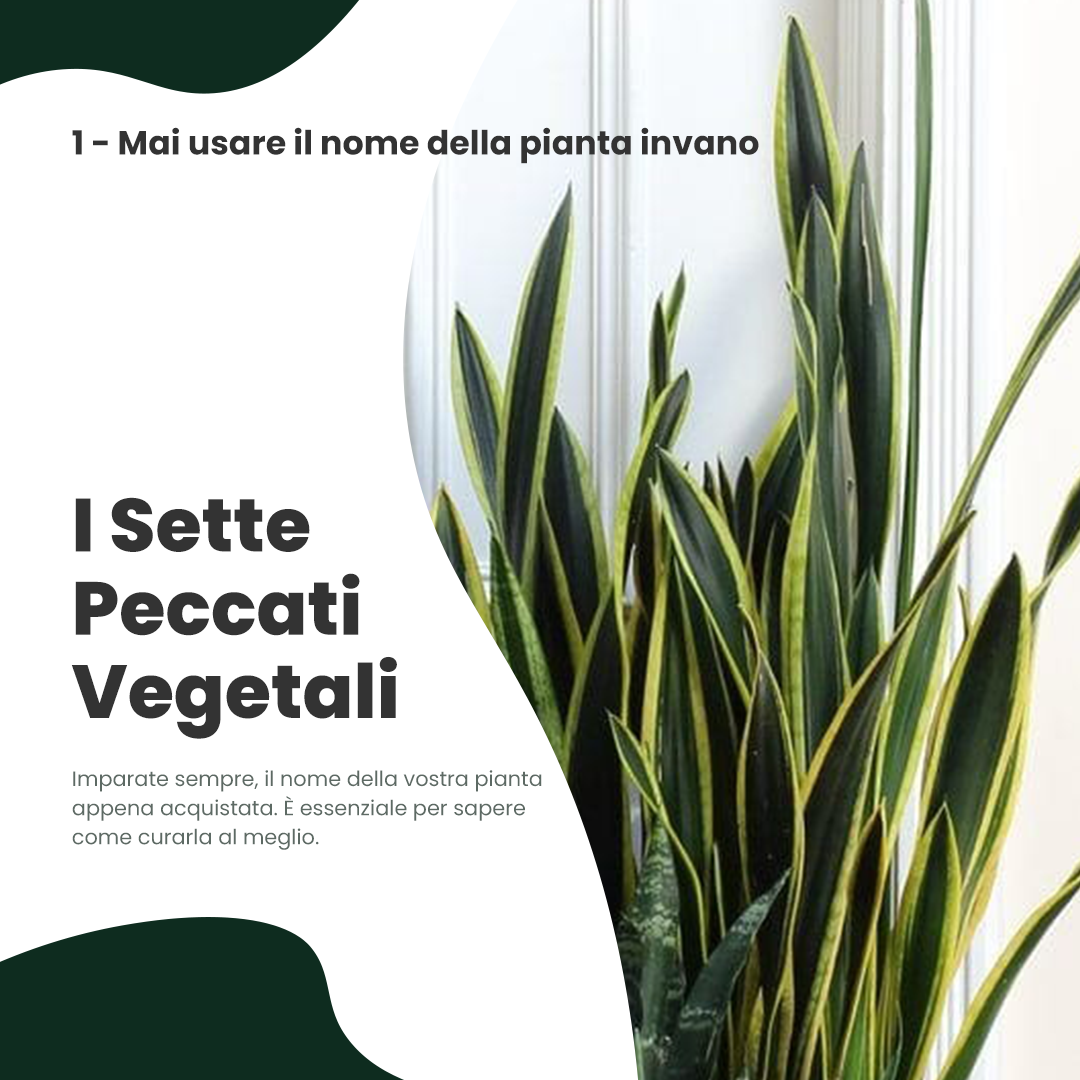 1 - Mai usare il nome della pianta invano
I Sette
Peccati
Vegetali
Imparate sempre, il nome della vostra pianta
appena acquistata. È essenziale per sapere
come curarla al meglio.